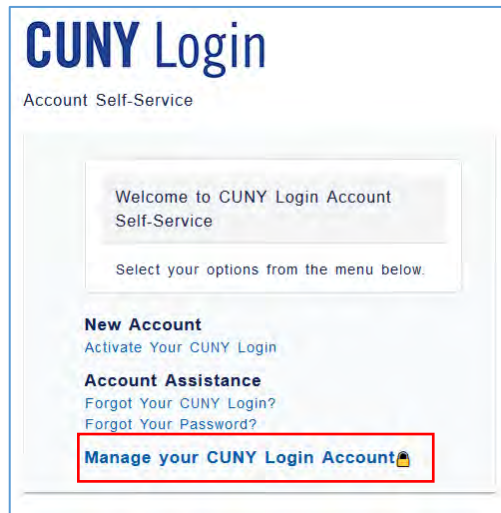 CUNY Login
Account Self-Service
Welcome to CUNY Login Account
Self-Service
Select your options from the menu below.
New Account
Activate Your CUNY Login
Account Assistance
Forgot Your CUNY Login?
Forgot Your Password?
Manage your CUNY Login Account